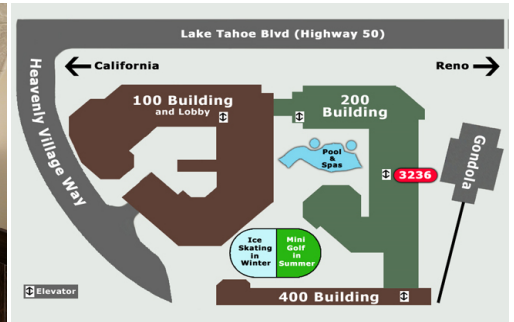 Lake Tahoe Blvd (Highway 50)
California
Reno
Heavenly Village Way
100 Building
and Lobby
200
Building
Pool
&
Spas
3236
Gondola
Ice
Skating
in
Winter
Mini
Golf
in
Summer
Elevator
400 Building